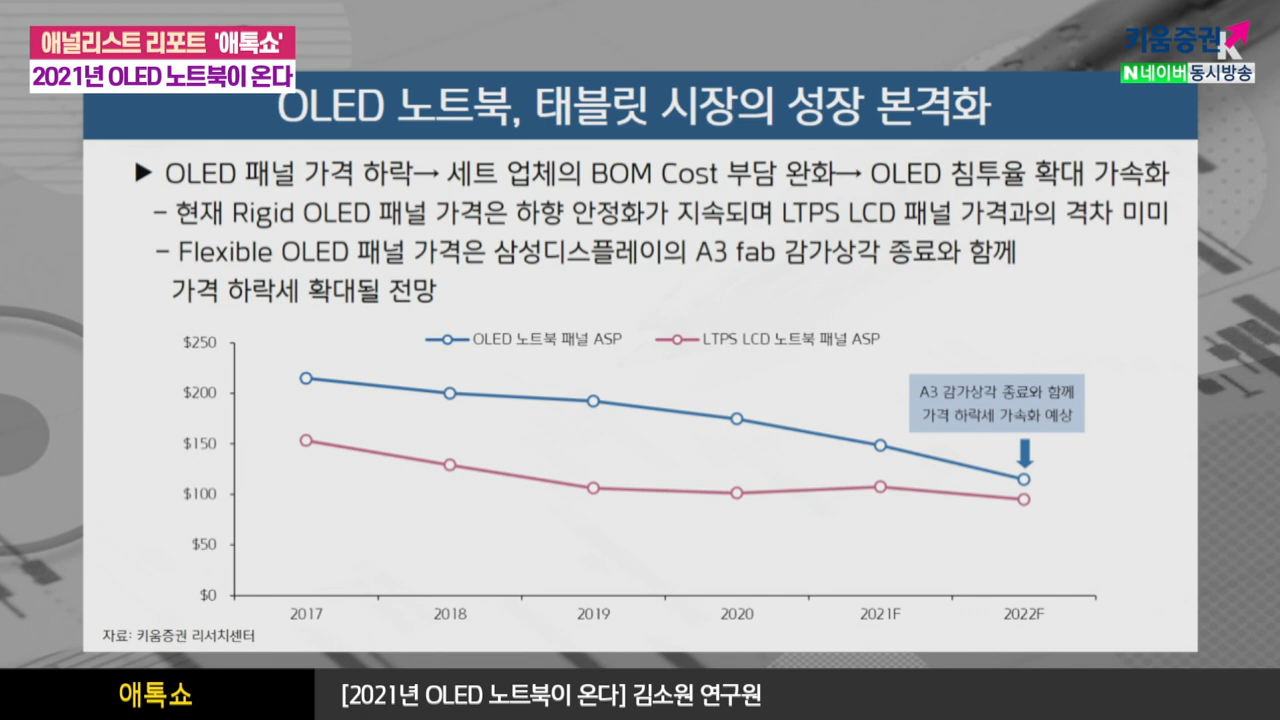 애널리스트 리포트 '애톡쇼'
2021년 OLED 노트북이 온다
키움증권
N네이버 동시방송
OLED 노트북, 태블릿 시장의 성장 본격화
▶ OLED 패널 가격 하락→ 세트 업체의 BOM Cost 부담 완화→ OLED 침투율 확대 가속화
– 현재 Rigid OLED 패널 가격은 하향 안정화가 지속되며 LTPS LCD 패널 가격과의 격차 미미
– Flexible OLED 패널 가격은 삼성디스플레이의 A3 fab 감가상각 종료와 함께
가격 하락세 확대될 전망
OLED 노트북 패널 ASP
LTPS LCD 노트북 패널 ASP
$250
$200
$150
$100
$50
$0
A3 감가상각 종료와 함께
가격 하락세 가속화 예상
2017 2018 2019 2020 2021F 2022F
자료: 키움증권 리서치센터
애톡쇼
[2021년 OLED 노트북이 온다] 김소원 연구원